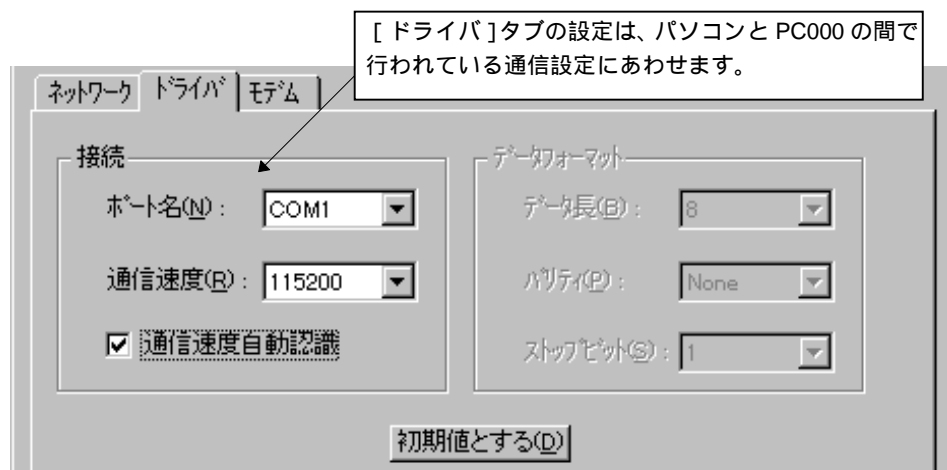 ［ドライバ］タブの設定は、パソコンと PC000 の間で
行われている通信設定にあわせます。
ﾈｯﾄﾜｰｸ ﾄﾞﾗｲﾊﾞ ﾓﾃﾞﾑ
接続
ﾎﾟｰﾄ名(N)： COM1
通信速度(R)： 115200
通信速度自動認識
ﾃﾞｰﾀﾌｫｰﾏｯﾄ
ﾃﾞｰﾀ長(B)： 8
ﾊﾟﾘﾃｨ(P)： None
ｽﾄｯﾌﾟﾋﾞｯﾄ(S)： 1
初期値とする(D)